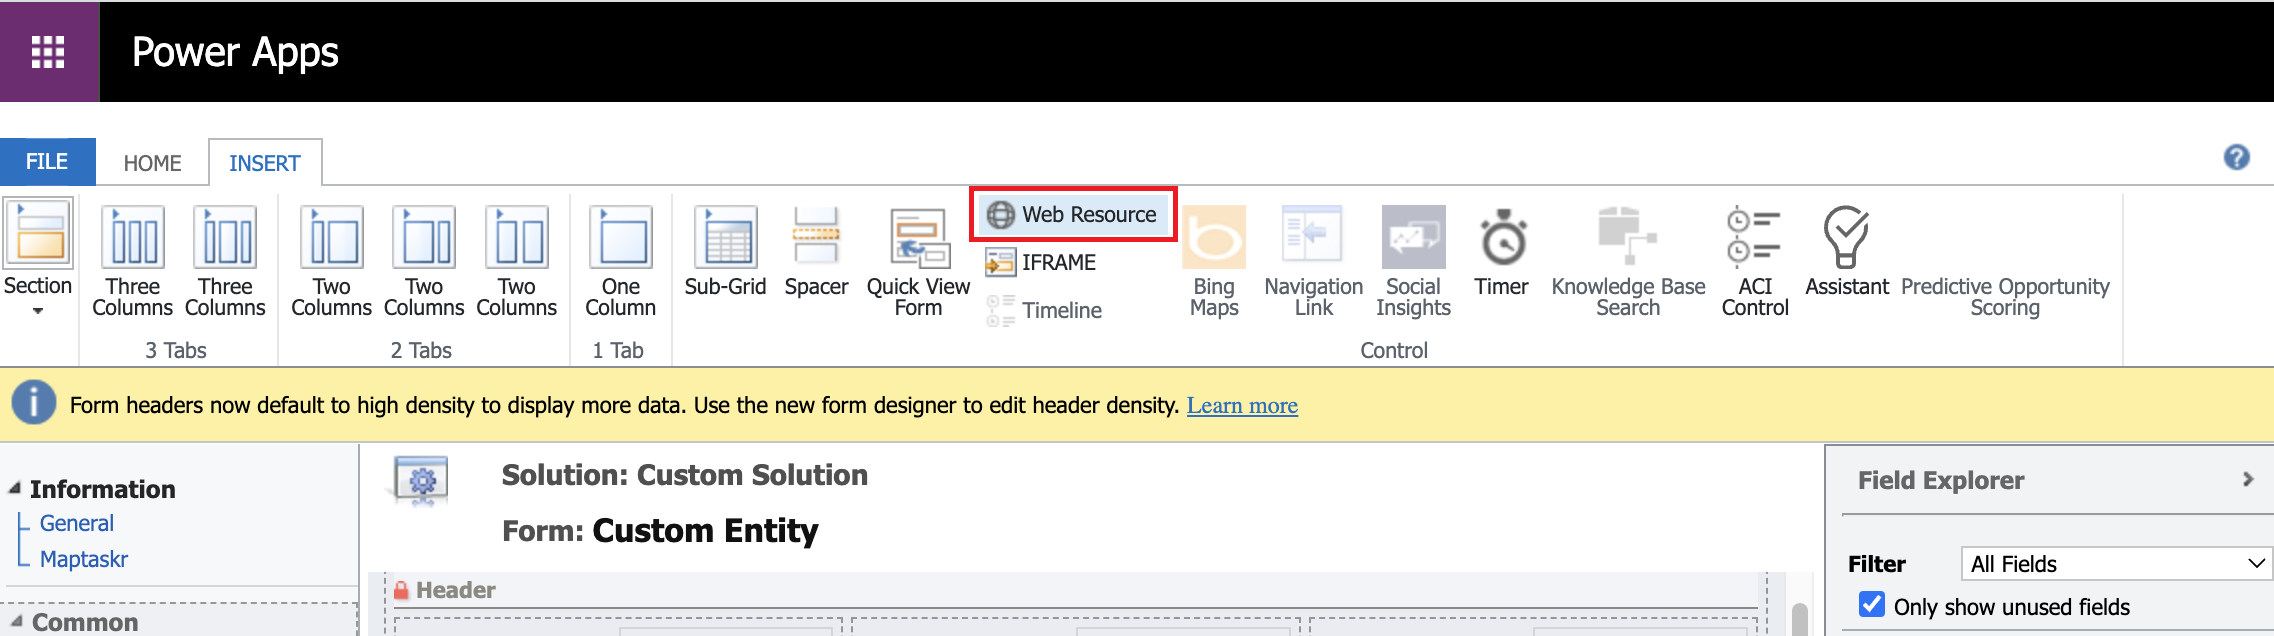 Power Apps
FILE HOME INSERT
Section
Three Columns
Three Columns
3 Tabs
Two Columns
Two Columns
Two Columns
2 Tabs
One Column
1 Tab
Sub-Grid
Spacer
Quick View Form
Web Resource
IFRAME
Timeline
Bing Maps
Navigation Link
Social Insights
Timer
Knowledge Base Search
ACI Control
Assistant
Predictive Opportunity Scoring
Control
Form headers now default to high density to display more data. Use the new form designer to edit header density. Learn more
Information
General
Maptaskr
Common
Solution: Custom Solution
Form: Custom Entity
Header
Field Explorer
Filter All Fields
Only show unused fields